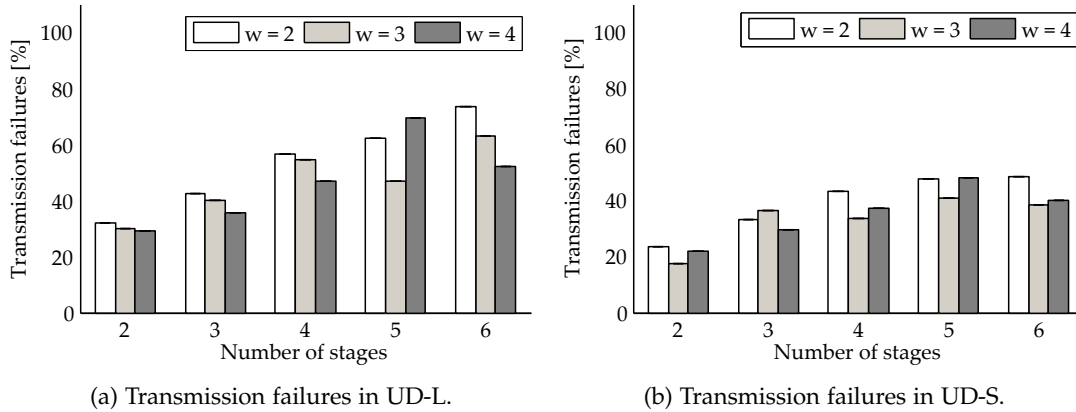 100
80
60
40
20
0
Transmission failures [%]
w = 2 w = 3 w = 4
2 3 4 5 6
Number of stages
(a) Transmission failures in UD-L.
100
80
60
40
20
0
Transmission failures [%]
w = 2 w = 3 w = 4
2 3 4 5 6
Number of stages
(b) Transmission failures in UD-S.